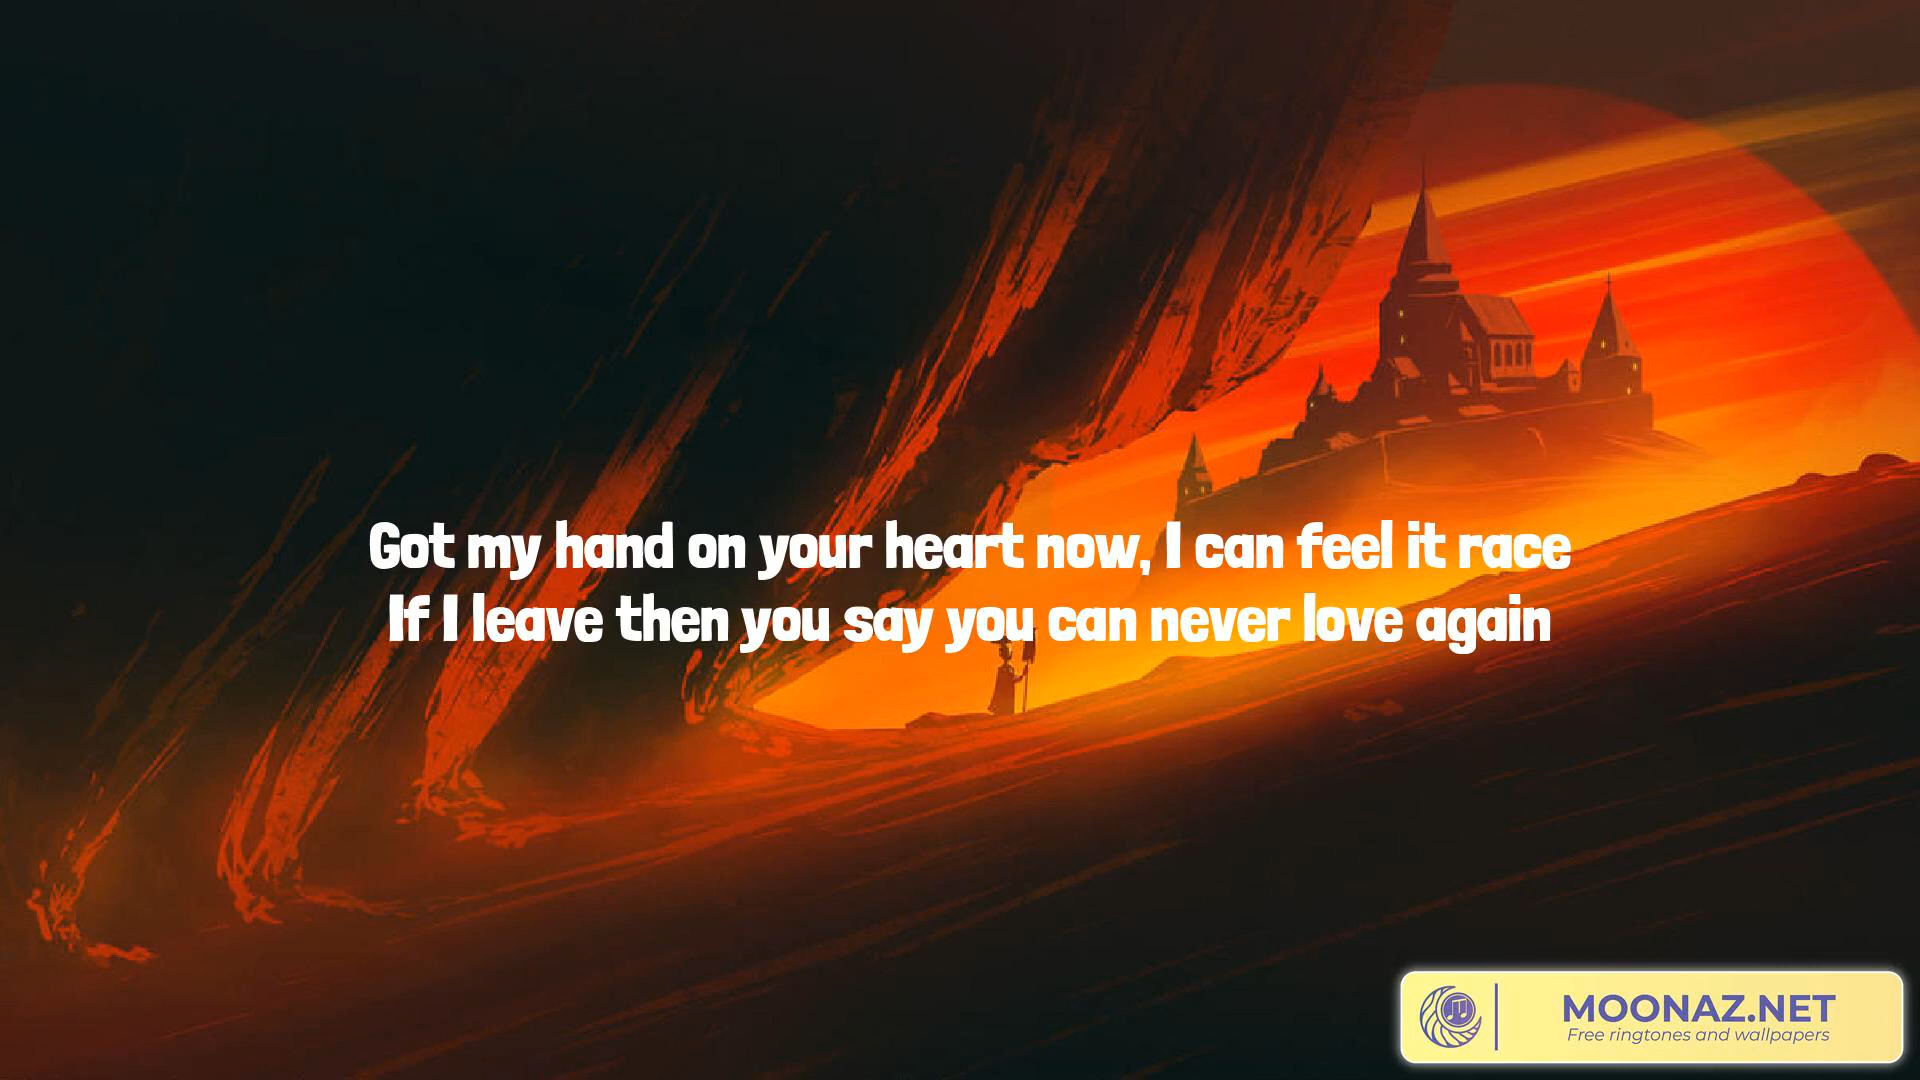 Got my hand on your heart now, I can feel it race
If I leave then you say you can never love again
MOONAZ.NET
Free ringtones and wallpapers